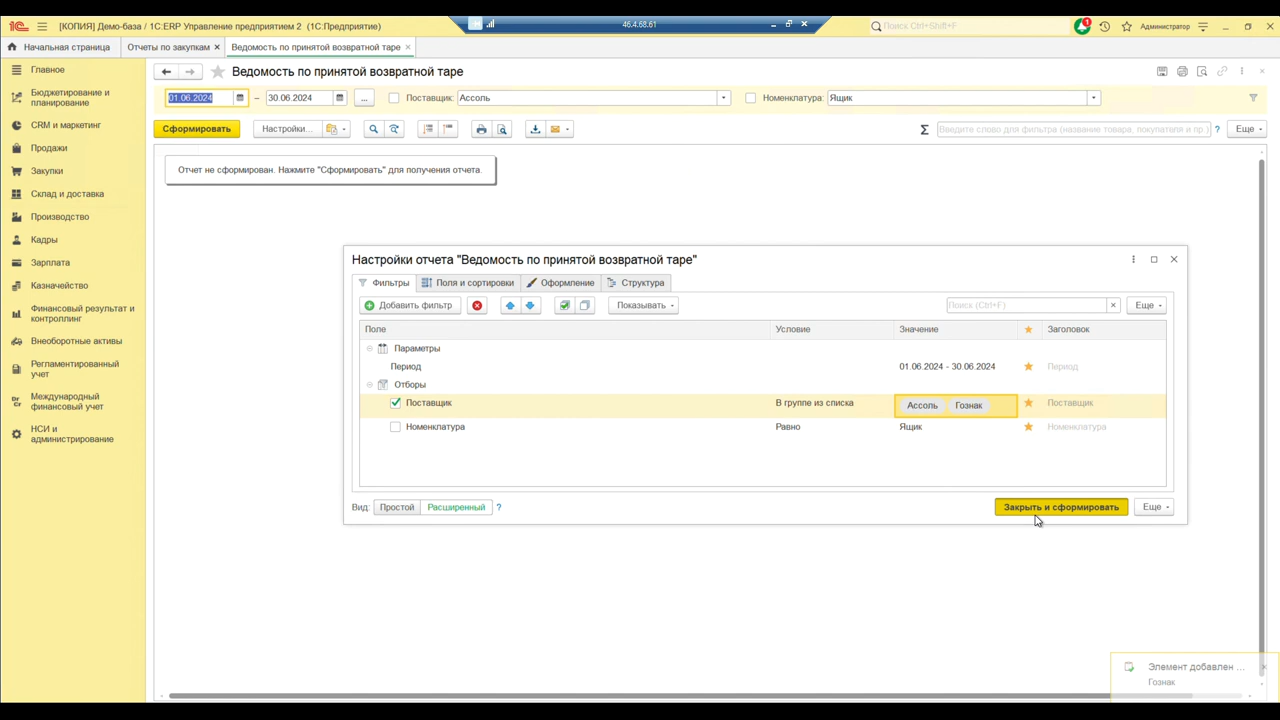 [КОПИЯ] Демо-база / 1С:ERP Управление предприятием 2 (1С:Предприятие)
46.4.68.61
Поиск Ctrl+Shift+F
1
Администратор
Начальная страница
Отчеты по закупкам ×
Ведомость по принятой возвратной таре ×
Главное
Бюджетирование и
планирование
CRM и маркетинг
Продажи
Закупки
Склад и доставка
Производство
Кадры
Зарплата
Казначейство
Финансовый результат и
контроллинг
Внеоборотные активы
Регламентированный
учет
Международный
финансовый учет
НСИ и
администрирование
Ведомость по принятой возвратной таре
01.06.2024 – 30.06.2024 ...
Поставщик: Ассоль
Номенклатура: Ящик
Сформировать
Настройки...
Σ
Введите слово для фильтра (название товара, покупателя и пр.)
?
Еще
Отчет не сформирован. Нажмите "Сформировать" для получения отчета.
Настройки отчета "Ведомость по принятой возвратной таре"
Фильтры
Поля и сортировки
Оформление
Структура
Добавить фильтр
Показывать
Поиск (Ctrl+F)
×
Еще
Поле
Условие
Значение
Заголовок
Параметры
Период 01.06.2024 - 30.06.2024 Период
Отборы
Поставщик В группе из списка Ассоль Гознак Поставщик
Номенклатура Равно Ящик Номенклатура
Вид: Простой Расширенный ?
Закрыть и сформировать
Еще
Элемент добавлен ...
Гознак